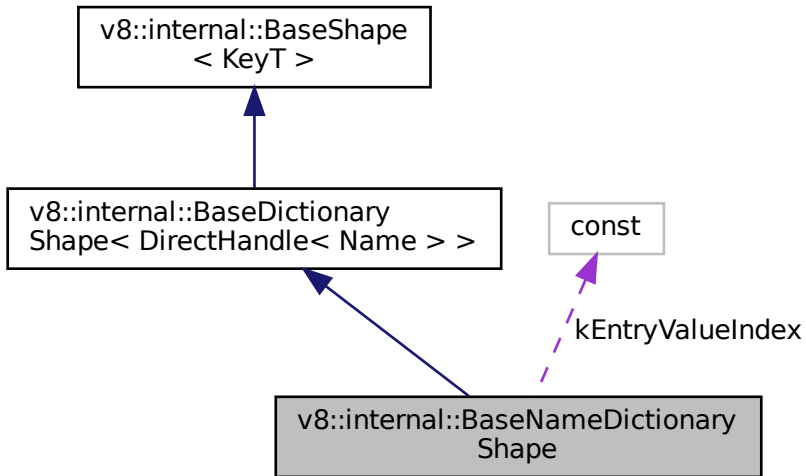 v8::internal::BaseShape
< KeyT >
v8::internal::BaseDictionary
Shape< DirectHandle< Name > >
const
kEntryValueIndex
v8::internal::BaseNameDictionary
Shape